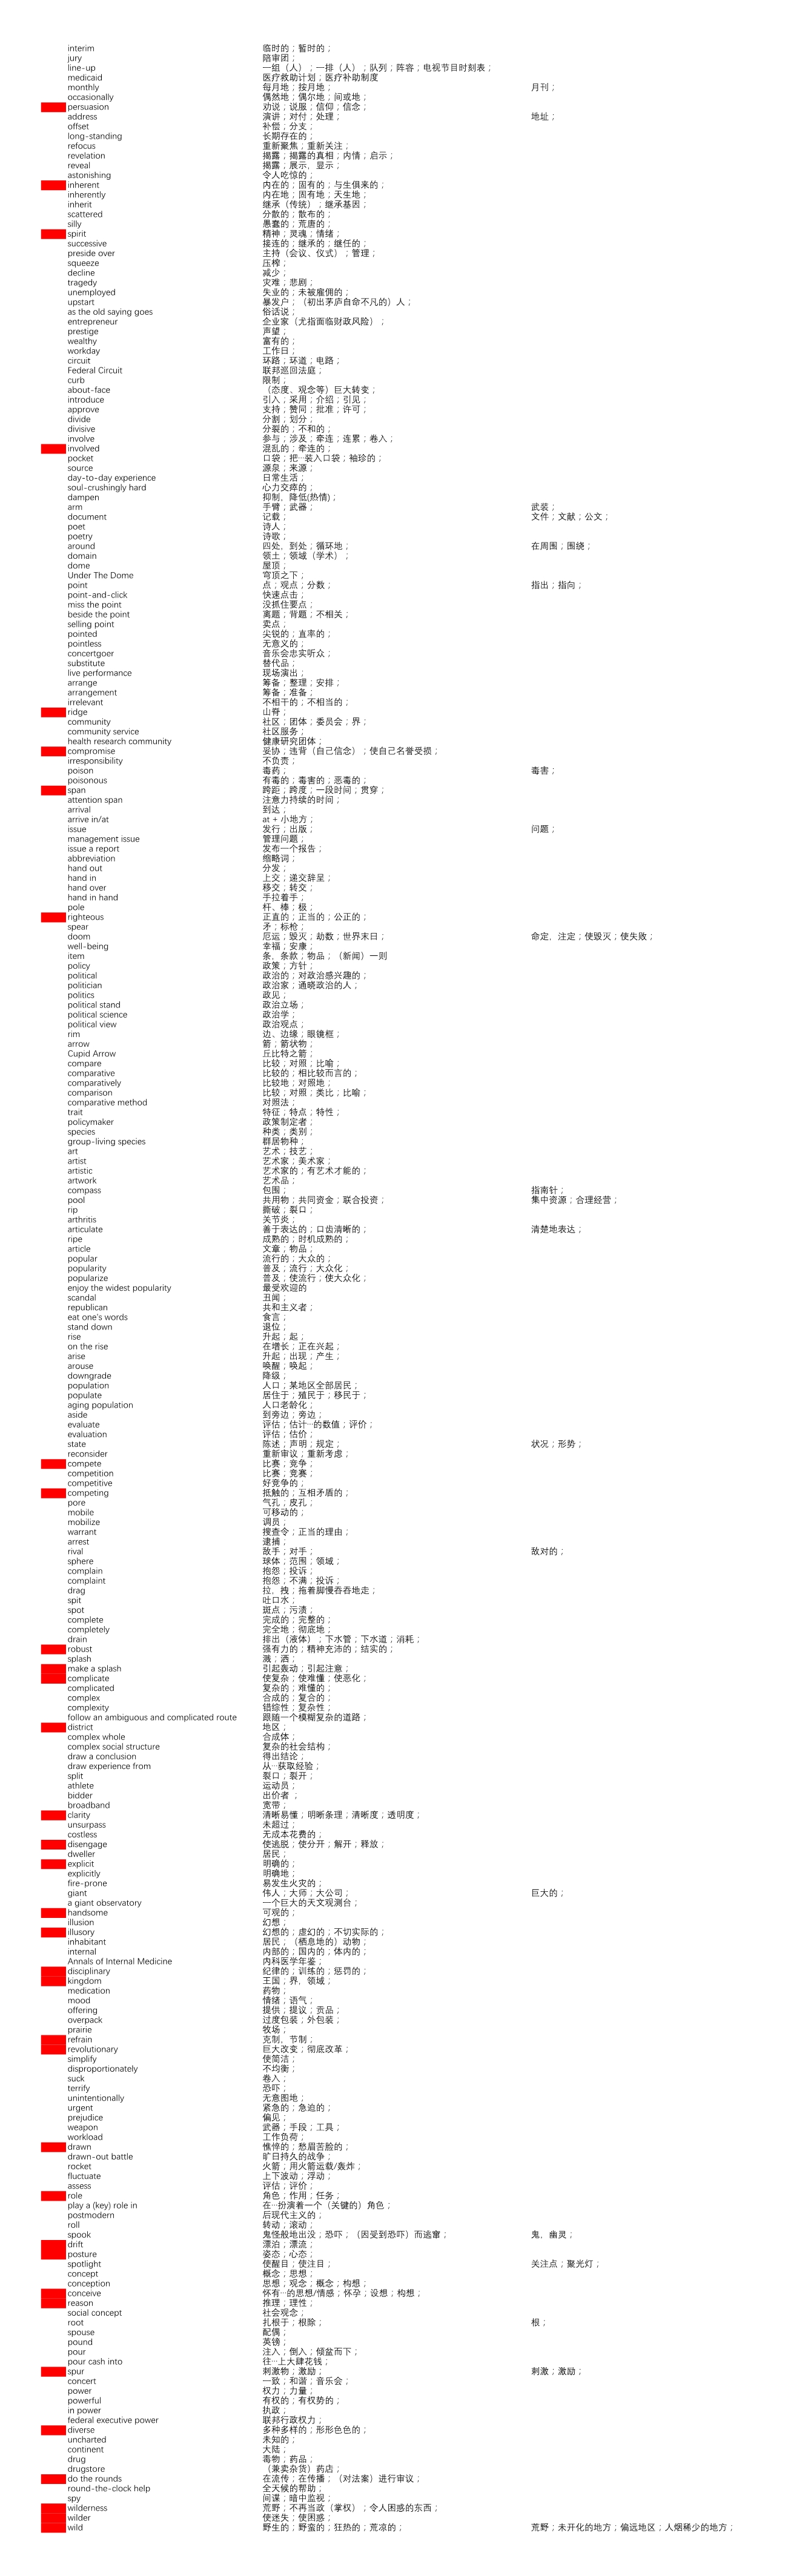 interim 临时的；暂时的；
jury 陪审团；
line-up 一组（人）；一排（人）；队列；阵容；电视节目时刻表；
medicaid 医疗救助计划；医疗补助制度
monthly 每月地；按月地； 月刊；
occasionally 偶然地；偶尔地；间或地；
persuasion 劝说；说服；信仰；信念；
address 演讲；对付；处理； 地址；
offset 补偿；分支；
long-standing 长期存在的；
refocus 重新聚焦；重新关注；
revelation 揭露；揭露的真相；内情；启示；
reveal 揭露；展示，显示；
astonishing 令人吃惊的；
inherent 内在的；固有的；与生俱来的；
inherently 内在地；固有地；天生地；
inherit 继承（传统）；继承基因；
scattered 分散的；散布的；
silly 愚蠢的；荒唐的；
spirit 精神；灵魂；情绪；
successive 接连的；继承的；继任的；
preside over 主持（会议、仪式）；管理；
squeeze 压榨；
decline 减少；
tragedy 灾难；悲剧；
unemployed 失业的；未被雇佣的；
upstart 暴发户；（初出茅庐自命不凡的）人；
as the old saying goes 俗话说；
entrepreneur 企业家（尤指面临财政风险）；
prestige 声望；
wealthy 富有的；
workday 工作日；
circuit 环路；环道；电路；
Federal Circuit 联邦巡回法庭；
curb 限制；
about-face （态度、观念等）巨大转变；
introduce 引入；采用；介绍；引见；
approve 支持；赞同；批准；许可；
divide 分割；划分；
divisive 分裂的；不和的；
involve 参与；涉及；牵连；连累；卷入；
involved 混乱的；牵连的；
pocket 口袋；把…装入口袋；袖珍的；
source 源泉；来源；
day-to-day experience 日常生活；
soul-crushingly hard 心力交瘁的；
dampen 抑制，降低(热情)；
arm 手臂；武器； 武装；
document 记载； 文件；文献；公文；
poet 诗人；
poetry 诗歌；
around 四处，到处；循环地； 在周围；围绕；
domain 领土；领域（学术）；
dome 屋顶；
Under The Dome 穹顶之下；
point 点；观点；分数； 指出；指向；
point-and-click 快速点击；
miss the point 没抓住要点；
beside the point 离题；背题；不相关；
selling point 卖点；
pointed 尖锐的；直率的；
pointless 无意义的；
concertgoer 音乐会忠实听众；
substitute 替代品；
live performance 现场演出；
arrange 筹备；整理；安排；
arrangement 筹备；准备；
irrelevant 不相干的；不相当的；
ridge 山脊；
community 社区；团体；委员会；界；
community service 社区服务；
health research community 健康研究团体；
compromise 妥协；违背（自己信念）；使自己名誉受损；
irresponsibility 不负责；
poison 毒药； 毒害；
poisonous 有毒的；毒害的；恶毒的；
span 跨距；跨度；一段时间；贯穿；
attention span 注意力持续的时间；
arrival 到达；
arrive in/at at + 小地方；
issue 发行；出版； 问题；
management issue 管理问题；
issue a report 发布一个报告；
abbreviation 缩略词；
hand out 分发；
hand in 上交；递交辞呈；
hand over 移交；转交；
hand in hand 手拉着手；
pole 杆、棒；极；
righteous 正直的；正当的；公正的；
spear 矛；标枪；
doom 厄运；毁灭；劫数；世界末日； 命定，注定；使毁灭；使失败；
well-being 幸福；安康；
item 条，条款；物品；（新闻）一则
policy 政策；方针；
political 政治的；对政治感兴趣的；
politician 政治家；通晓政治的人；
politics 政见；
political stand 政治立场；
political science 政治学；
political view 政治观点；
rim 边、边缘；眼镜框；
arrow 箭；箭状物；
Cupid Arrow 丘比特之箭；
compare 比较；对照；比喻；
comparative 比较的；相比较而言的；
comparatively 比较地；对照地；
comparison 比较；对照；类比；比喻；
comparative method 对照法；
trait 特征；特点；特性；
policymaker 政策制定者；
species 种类；类别；
group-living species 群居物种；
art 艺术；技艺；
artist 艺术家；美术家；
artistic 艺术家的；有艺术才能的；
artwork 艺术品；
compass 包围； 指南针；
pool 共用物；共同资金；联合投资； 集中资源；合理经营；
rip 撕破；裂口；
arthritis 关节炎；
articulate 善于表达的；口齿清晰的； 清楚地表达；
ripe 成熟的；时机成熟的；
article 文章；物品；
popular 流行的；大众的；
popularity 普及；流行；大众化；
popularize 普及；使流行；使大众化；
enjoy the widest popularity 最受欢迎的
scandal 丑闻；
republican 共和主义者；
eat one's words 食言；
stand down 退位；
rise 升起；起；
on the rise 在增长；正在兴起；
arise 升起；出现；产生；
arouse 唤醒；唤起；
downgrade 降级；
population 人口；某地区全部居民；
populate 居住于；殖民于；移民于；
aging population 人口老龄化；
aside 到旁边；旁边；
evaluate 评估；估计…的数值；评价；
evaluation 评估；估价；
state 陈述；声明；规定； 状况；形势；
reconsider 重新审议；重新考虑；
compete 比赛；竞争；
competition 比赛；竞赛；
competitive 好竞争的；
competing 抵触的；互相矛盾的；
pore 气孔；皮孔；
mobile 可移动的；
mobilize 调员；
warrant 搜查令；正当的理由；
arrest 逮捕；
rival 敌手；对手； 敌对的；
sphere 球体；范围；领域；
complain 抱怨；投诉；
complaint 抱怨；不满；投诉；
drag 拉，拽；拖着脚慢吞吞地走；
spit 吐口水；
spot 斑点；污渍；
complete 完成的；完整的；
completely 完全地；彻底地；
drain 排出（液体）；下水管；下水道；消耗；
robust 强有力的；精神充沛的；结实的；
splash 溅；洒；
make a splash 引起轰动；引起注意；
complicate 使复杂；使难懂；使恶化；
complicated 复杂的；难懂的；
complex 合成的；复合的；
complexity 错综性；复杂性；
follow an ambiguous and complicated route 跟随一个模糊复杂的道路；
district 地区；
complex whole 合成体；
complex social structure 复杂的社会结构；
draw a conclusion 得出结论；
draw experience from 从…获取经验；
split 裂口；裂开；
athlete 运动员；
bidder 出价者 ；
broadband 宽带；
clarity 清晰易懂；明晰条理；清晰度；透明度；
unsurpass 未超过；
costless 无成本花费的；
disengage 使逃脱；使分开；解开；释放；
dweller 居民；
explicit 明确的；
explicitly 明确地；
fire-prone 易发生火灾的；
giant 伟人；大师；大公司； 巨大的；
a giant observatory 一个巨大的天文观测台；
handsome 可观的；
illusion 幻想；
illusory 幻想的；虚幻的；不切实际的；
inhabitant 居民；（栖息地的）动物；
internal 内部的；国内的；体内的；
Annals of Internal Medicine 内科医学年鉴；
disciplinary 纪律的；训练的；惩罚的；
kingdom 王国；界，领域；
medication 药物；
mood 情绪；语气；
offering 提供；提议；贡品；
overpack 过度包装；外包装；
prairie 牧场；
refrain 克制，节制；
revolutionary 巨大改变；彻底改革；
simplify 使简洁；
disproportionately 不均衡；
suck 卷入；
terrify 恐吓；
unintentionally 无意图地；
urgent 紧急的；急迫的；
prejudice 偏见；
weapon 武器；手段；工具；
workload 工作负荷；
drawn 憔悴的；愁眉苦脸的；
drawn-out battle 旷日持久的战争；
rocket 火箭；用火箭运载/轰炸；
fluctuate 上下波动；浮动；
assess 评估；评价；
role 角色；作用；任务；
play a (key) role in 在…扮演着一个（关键的）角色；
postmodern 后现代主义的；
roll 转动；滚动；
spook 鬼怪般地出没；恐吓；（因受到恐吓）而逃窜； 鬼、幽灵；
drift 漂泊；漂流；
posture 姿态；心态；
spotlight 使醒目；使注目； 关注点；聚光灯；
concept 概念；思想；
conception 思想；观念；概念；构想；
conceive 怀有…的思想/情感；怀孕；设想；构想；
reason 推理；理性；
social concept 社会观念；
root 扎根于；根除； 根；
spouse 配偶；
pound 英镑；
pour 注入；倒入；倾盆而下；
pour cash into 往…上大肆花钱；
spur 刺激物；激励； 刺激；激励；
concert 一致；和谐；音乐会；
power 权力；力量；
powerful 有权的；有权势的；
in power 执政；
federal executive power 联邦行政权力；
diverse 多种多样的；形形色色的；
uncharted 未知的；
continent 大陆；
drug 毒物；药品；
drugstore （兼卖杂货）药店；
do the rounds 在流传；在传播；（对法案）进行审议；
round-the-clock help 全天候的帮助；
spy 间谍；暗中监视；
wilderness 荒野；不再当政（掌权）；令人困惑的东西；
wilder 使迷失；使困惑；
wild 野生的；野蛮的；狂热的；荒凉的； 荒野；未开化的地方；偏远地区；人烟稀少的地方；